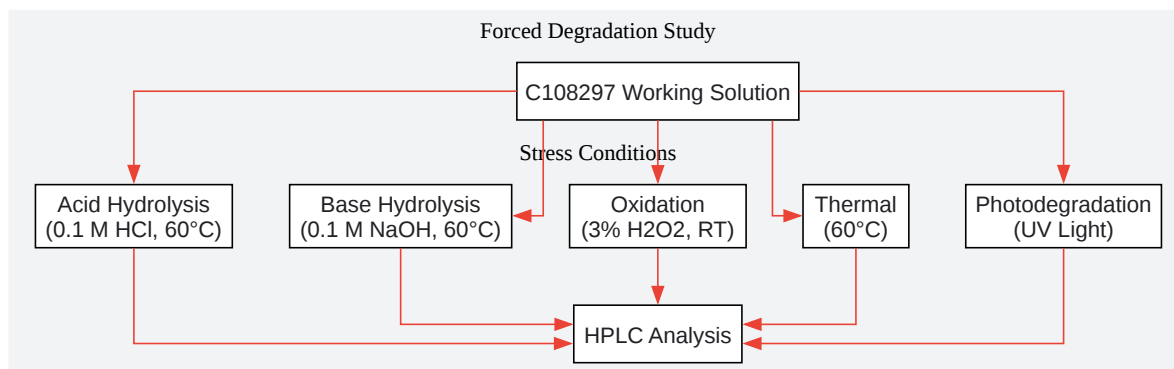 Forced Degradation Study
C108297 Working Solution
Stress Conditions
Acid Hydrolysis
(0.1 M HCl, 60°C)
Base Hydrolysis
(0.1 M NaOH, 60°C)
Oxidation
(3% H2O2, RT)
Thermal
(60°C)
Photodegradation
(UV Light)
HPLC Analysis